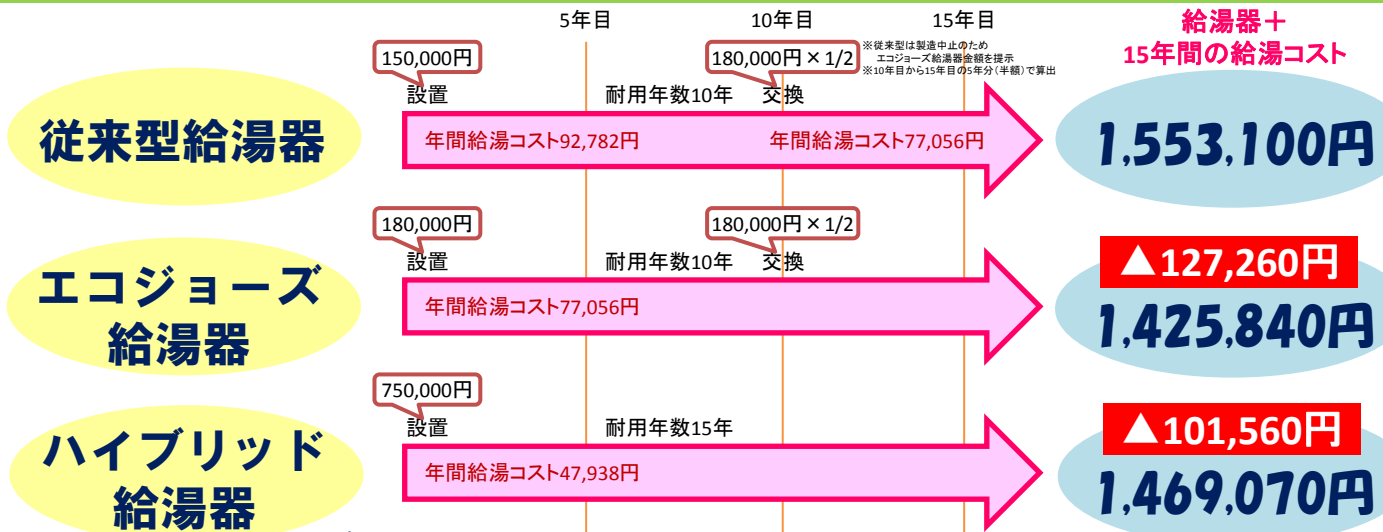 5年目
10年目
15年目
給湯器＋
15年間の給湯コスト
150,000円
180,000円×1/2
※従来型は製造中止のため
エコジョーズ給湯器金額を提示
※10年目から15年目の5年分(半額)で算出
設置
耐用年数10年
交換
従来型給湯器
年間給湯コスト92,782円
年間給湯コスト77,056円
1,553,100円
180,000円
180,000円×1/2
設置
耐用年数10年
交換
エコジョーズ
給湯器
年間給湯コスト77,056円
▲127,260円
1,425,840円
750,000円
設置
耐用年数15年
ハイブリッド
給湯器
年間給湯コスト47,938円
▲101,560円
1,469,070円